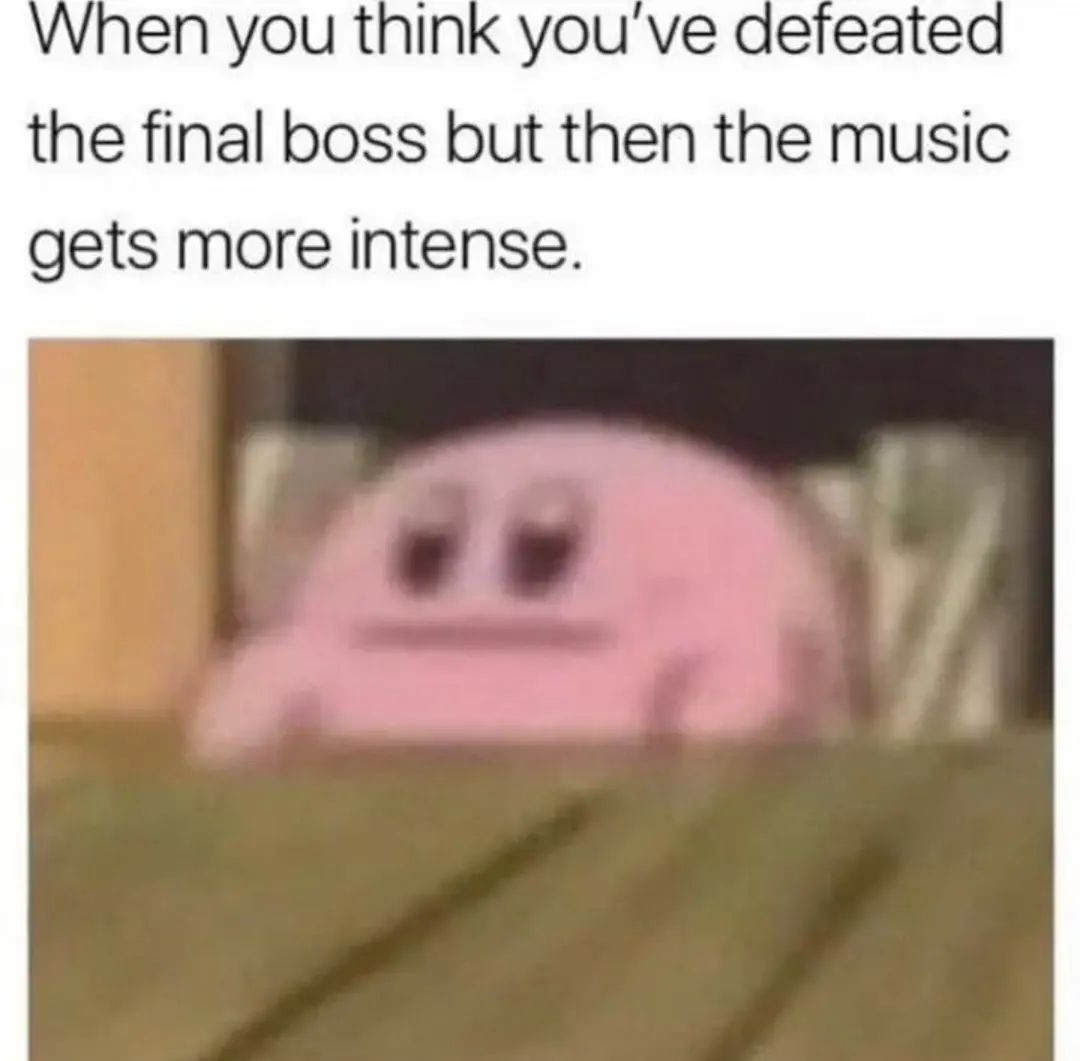 When you think you've defeated
the final boss but then the music
gets more intense.